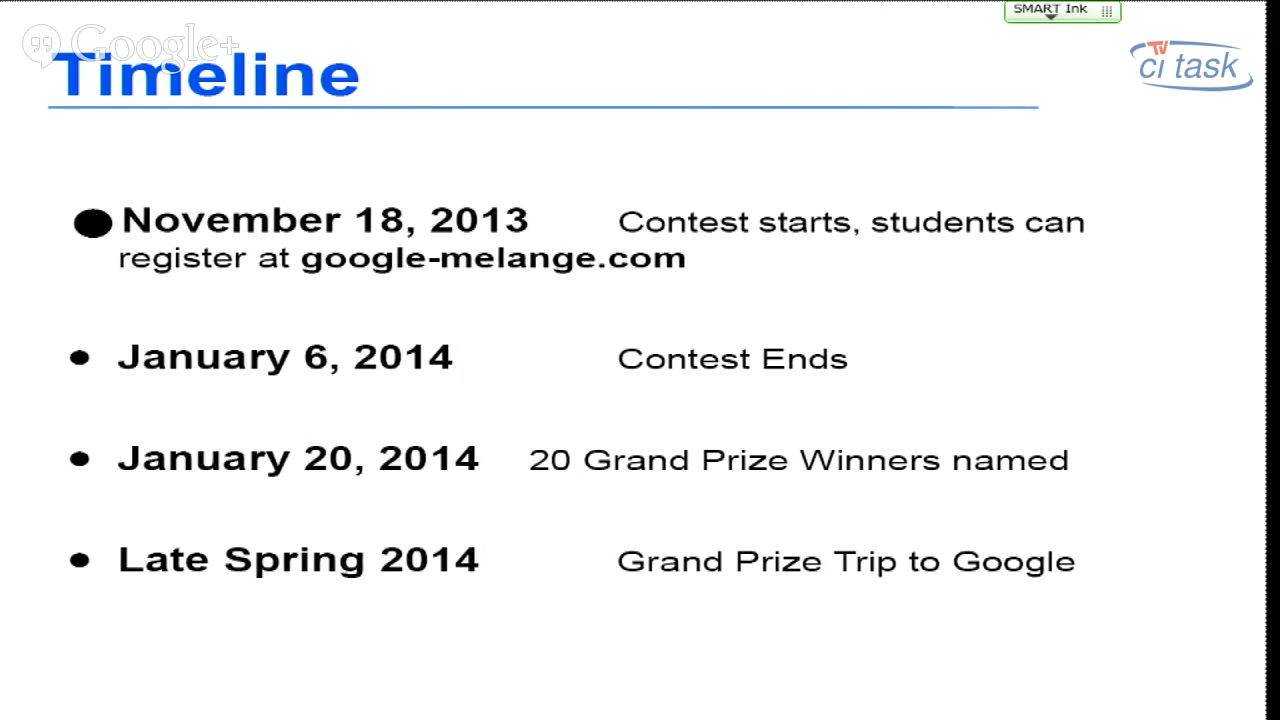 SMART Ink
Google+
Timeline
TV
ci task
November 18, 2013 Contest starts, students can
register at google-melange.com
January 6, 2014 Contest Ends
January 20, 2014 20 Grand Prize Winners named
Late Spring 2014 Grand Prize Trip to Google